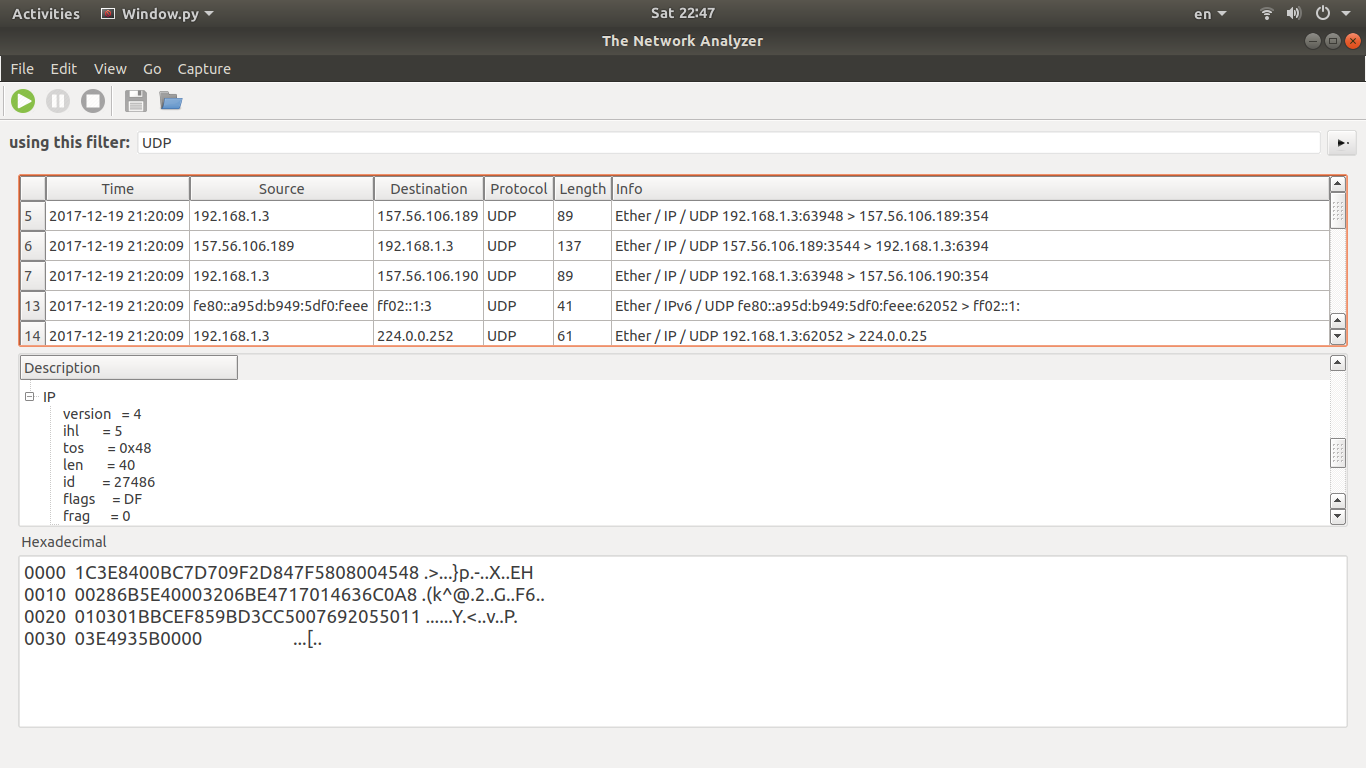 Activities Window.py Sat 22:47 en
The Network Analyzer
File Edit View Go Capture
using this filter: UDP
Time Source Destination Protocol Length Info
5 2017-12-19 21:20:09 192.168.1.3 157.56.106.189 UDP 89 Ether / IP / UDP 192.168.1.3:63948 > 157.56.106.189:354
6 2017-12-19 21:20:09 157.56.106.189 192.168.1.3 UDP 137 Ether / IP / UDP 157.56.106.189:3544 > 192.168.1.3:6394
7 2017-12-19 21:20:09 192.168.1.3 157.56.106.190 UDP 89 Ether / IP / UDP 192.168.1.3:63948 > 157.56.106.190:354
13 2017-12-19 21:20:09 fe80::a95d:b949:5df0:feee ff02::1:3 UDP 41 Ether / IPv6 / UDP fe80::a95d:b949:5df0:feee:62052 > ff02::1:
14 2017-12-19 21:20:09 192.168.1.3 224.0.0.252 UDP 61 Ether / IP / UDP 192.168.1.3:62052 > 224.0.0.25
Description
IP
version = 4
ihl = 5
tos = 0x48
len = 40
id = 27486
flags = DF
frag = 0
Hexadecimal
0000 1C3E8400BC7D709F2D847F5808004548 .>...}p.-..X..EH
0010 00286B5E40003206BE4717014636C0A8 .(k^@.2..G..F6..
0020 010301BBCEF859BD3CC5007692055011 ......Y.<..v..P.
0030 03E4935B0000 ...[..